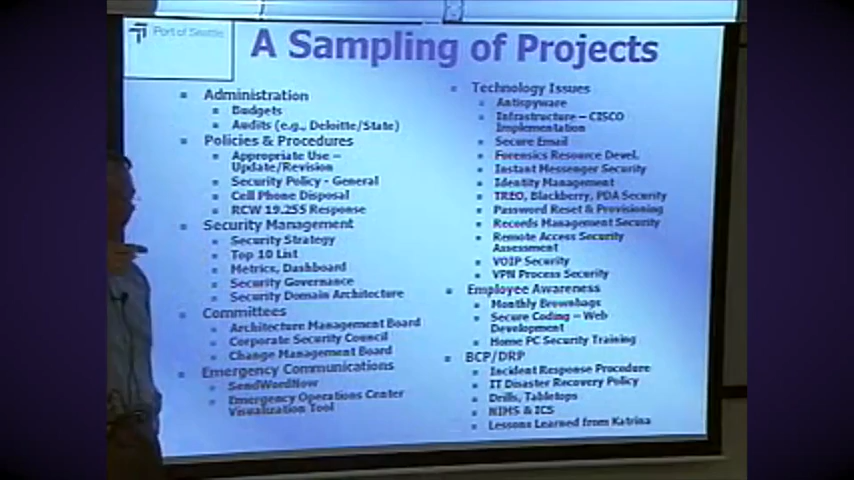 Port of Seattle
A Sampling of Projects
Administration
Budgets
Audits (e.g., Deloitte/State)
Policies & Procedures
Appropriate Use –
Update/Revision
Security Policy - General
Cell Phone Disposal
RCW 19.255 Response
Security Management
Security Strategy
Top 10 List
Metrics, Dashboard
Security Governance
Security Domain Architecture
Committees
Architecture Management Board
Corporate Security Council
Change Management Board
Emergency Communications
SendWordNow
Emergency Operations Center
Visualization Tool
Technology Issues
Antispyware
Infrastructure – CISCO
Implementation
Secure Email
Forensics Resource Devel.
Instant Messenger Security
Identity Management
TREO, Blackberry, PDA Security
Password Reset & Provisioning
Records Management Security
Remote Access Security
Assessment
VOIP Security
VPN Process Security
Employee Awareness
Monthly Brownbags
Secure Coding – Web
Development
Home PC Security Training
BCP/DRP
Incident Response Procedure
IT Disaster Recovery Policy
Drills, Tabletops
NIMS & ICS
Lessons Learned from Katrina